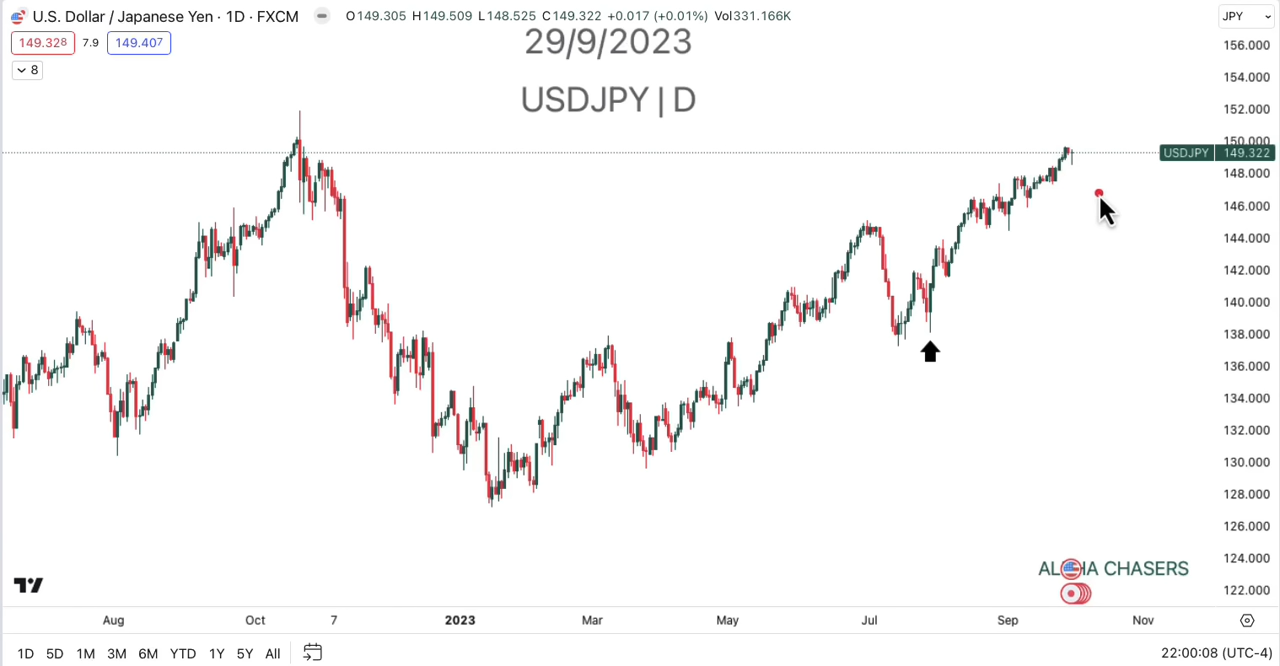 U.S. Dollar / Japanese Yen · 1D · FXCM O149.305 H149.509 L148.525 C149.322 +0.017 (+0.01%) Vol331.166K
JPY
149.328 7.9 149.407
8
29/9/2023
USDJPY | D
156.000
154.000
152.000
150.000
USDJPY 149.322
148.000
146.000
144.000
142.000
140.000
138.000
136.000
134.000
132.000
130.000
128.000
126.000
124.000
122.000
Aug Oct 7 2023 Mar May Jul Sep Nov
1D 5D 1M 3M 6M YTD 1Y 5Y All
22:00:08 (UTC-4)